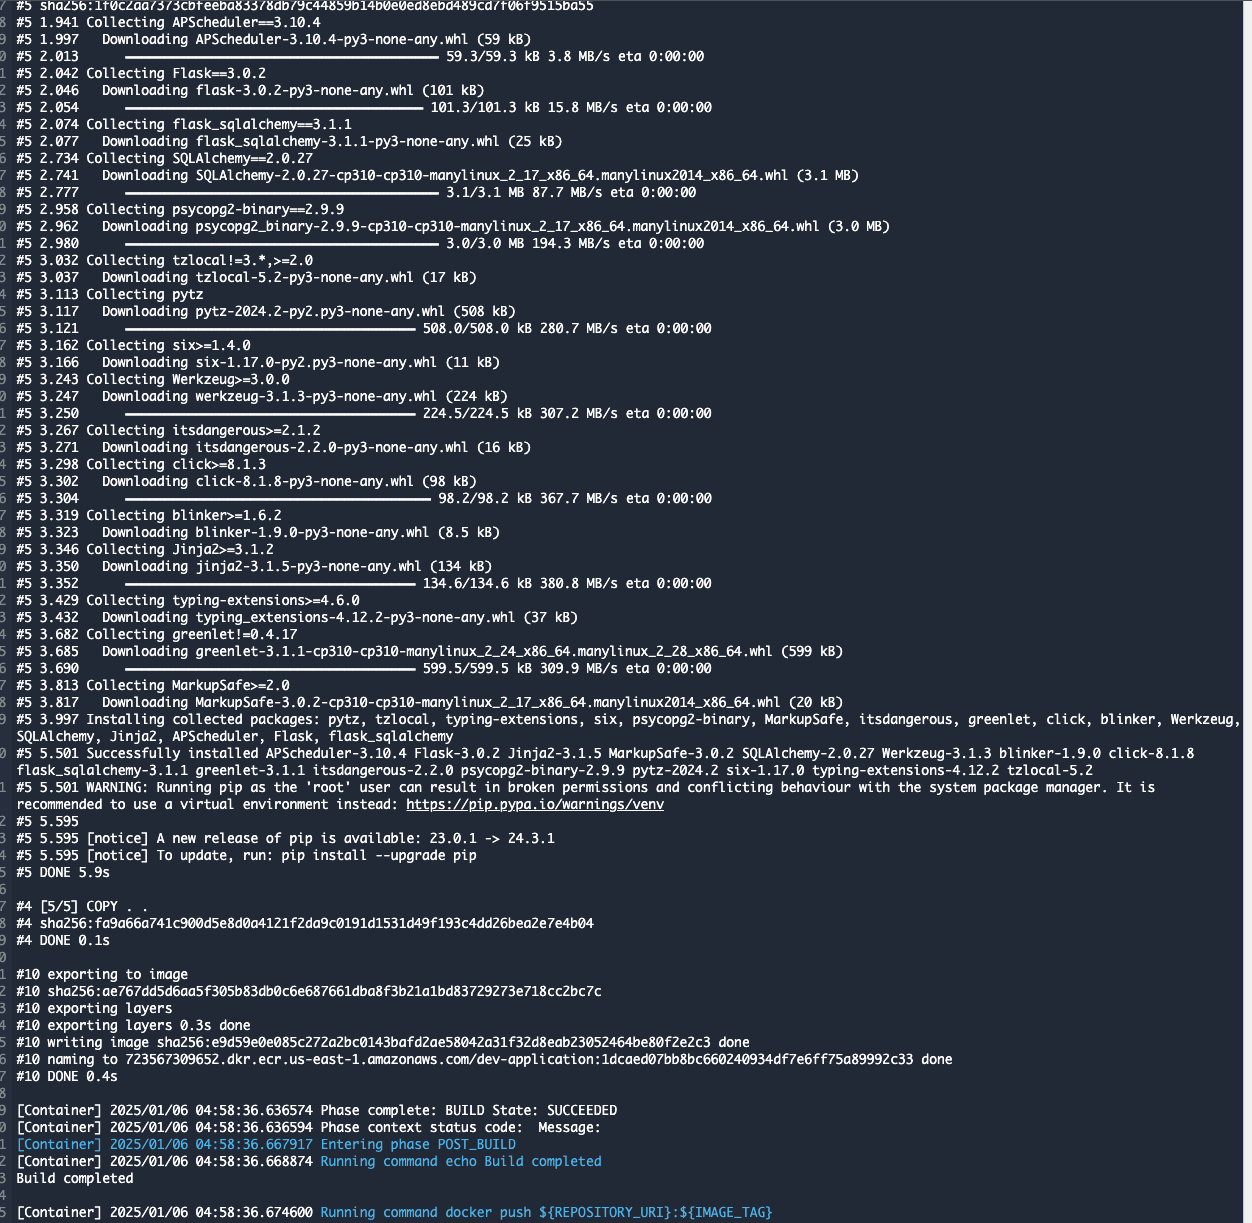 #5 sha256:1f0c2aa7373cbfeeba83378db79c44859b14b0e0ed8ebd489cd7f06f9515ba55
#5 1.941 Collecting APScheduler==3.10.4
#5 1.997   Downloading APScheduler-3.10.4-py3-none-any.whl (59 kB)
#5 2.013      ━━━━━━━━━━━━━━━━━━━━━━━━━━━━━━━━━━━━━━━━ 59.3/59.3 kB 3.8 MB/s eta 0:00:00
#5 2.042 Collecting Flask==3.0.2
#5 2.046   Downloading flask-3.0.2-py3-none-any.whl (101 kB)
#5 2.054      ━━━━━━━━━━━━━━━━━━━━━━━━━━━━━━━━━━━━━━ 101.3/101.3 kB 15.8 MB/s eta 0:00:00
#5 2.074 Collecting flask_sqlalchemy==3.1.1
#5 2.077   Downloading flask_sqlalchemy-3.1.1-py3-none-any.whl (25 kB)
#5 2.734 Collecting SQLAlchemy==2.0.27
#5 2.741   Downloading SQLAlchemy-2.0.27-cp310-cp310-manylinux_2_17_x86_64.manylinux2014_x86_64.whl (3.1 MB)
#5 2.777      ━━━━━━━━━━━━━━━━━━━━━━━━━━━━━━━━━━━━━━━━ 3.1/3.1 MB 87.7 MB/s eta 0:00:00
#5 2.958 Collecting psycopg2-binary==2.9.9
#5 2.962   Downloading psycopg2_binary-2.9.9-cp310-cp310-manylinux_2_17_x86_64.manylinux2014_x86_64.whl (3.0 MB)
#5 2.980      ━━━━━━━━━━━━━━━━━━━━━━━━━━━━━━━━━━━━━━━━ 3.0/3.0 MB 194.3 MB/s eta 0:00:00
#5 3.032 Collecting tzlocal!=3.*,>=2.0
#5 3.037   Downloading tzlocal-5.2-py3-none-any.whl (17 kB)
#5 3.113 Collecting pytz
#5 3.117   Downloading pytz-2024.2-py2.py3-none-any.whl (508 kB)
#5 3.121      ━━━━━━━━━━━━━━━━━━━━━━━━━━━━━━━━━━━━━ 508.0/508.0 kB 280.7 MB/s eta 0:00:00
#5 3.162 Collecting six>=1.4.0
#5 3.166   Downloading six-1.17.0-py2.py3-none-any.whl (11 kB)
#5 3.243 Collecting Werkzeug>=3.0.0
#5 3.247   Downloading werkzeug-3.1.3-py3-none-any.whl (224 kB)
#5 3.250      ━━━━━━━━━━━━━━━━━━━━━━━━━━━━━━━━━━━━━ 224.5/224.5 kB 307.2 MB/s eta 0:00:00
#5 3.267 Collecting itsdangerous>=2.1.2
#5 3.271   Downloading itsdangerous-2.2.0-py3-none-any.whl (16 kB)
#5 3.298 Collecting click>=8.1.3
#5 3.302   Downloading click-8.1.8-py3-none-any.whl (98 kB)
#5 3.304      ━━━━━━━━━━━━━━━━━━━━━━━━━━━━━━━━━━━━━━━ 98.2/98.2 kB 367.7 MB/s eta 0:00:00
#5 3.319 Collecting blinker>=1.6.2
#5 3.323   Downloading blinker-1.9.0-py3-none-any.whl (8.5 kB)
#5 3.346 Collecting Jinja2>=3.1.2
#5 3.350   Downloading jinja2-3.1.5-py3-none-any.whl (134 kB)
#5 3.352      ━━━━━━━━━━━━━━━━━━━━━━━━━━━━━━━━━━━━━ 134.6/134.6 kB 380.8 MB/s eta 0:00:00
#5 3.429 Collecting typing-extensions>=4.6.0
#5 3.432   Downloading typing_extensions-4.12.2-py3-none-any.whl (37 kB)
#5 3.682 Collecting greenlet!=0.4.17
#5 3.685   Downloading greenlet-3.1.1-cp310-cp310-manylinux_2_24_x86_64.manylinux_2_28_x86_64.whl (599 kB)
#5 3.690      ━━━━━━━━━━━━━━━━━━━━━━━━━━━━━━━━━━━━━ 599.5/599.5 kB 309.9 MB/s eta 0:00:00
#5 3.813 Collecting MarkupSafe>=2.0
#5 3.817   Downloading MarkupSafe-3.0.2-cp310-cp310-manylinux_2_17_x86_64.manylinux2014_x86_64.whl (20 kB)
#5 3.997 Installing collected packages: pytz, tzlocal, typing-extensions, six, psycopg2-binary, MarkupSafe, itsdangerous, greenlet, click, blinker, Werkzeug,
SQLAlchemy, Jinja2, APScheduler, Flask, flask_sqlalchemy
#5 5.501 Successfully installed APScheduler-3.10.4 Flask-3.0.2 Jinja2-3.1.5 MarkupSafe-3.0.2 SQLAlchemy-2.0.27 Werkzeug-3.1.3 blinker-1.9.0 click-8.1.8
flask_sqlalchemy-3.1.1 greenlet-3.1.1 itsdangerous-2.2.0 psycopg2-binary-2.9.9 pytz-2024.2 six-1.17.0 typing-extensions-4.12.2 tzlocal-5.2
#5 5.501 WARNING: Running pip as the 'root' user can result in broken permissions and conflicting behaviour with the system package manager. It is
recommended to use a virtual environment instead: https://pip.pypa.io/warnings/venv
#5 5.595
#5 5.595 [notice] A new release of pip is available: 23.0.1 -> 24.3.1
#5 5.595 [notice] To update, run: pip install --upgrade pip
#5 DONE 5.9s
#4 [5/5] COPY . .
#4 sha256:fa9a66a741c900d5e8d0a4121f2da9c0191d1531d49f193c4dd26bea2e7e4b04
#4 DONE 0.1s
#10 exporting to image
#10 sha256:ae767dd5d6aa5f305b83db0c6e687661dba8f3b21a1bd83729273e718cc2bc7c
#10 exporting layers
#10 exporting layers 0.3s done
#10 writing image sha256:e9d59e0e085c272a2bc0143bafd2ae58042a31f32d8eab23052464be80f2e2c3 done
#10 naming to 723567309652.dkr.ecr.us-east-1.amazonaws.com/dev-application:1dcaed07bb8bc660240934df7e6ff75a89992c33 done
#10 DONE 0.4s
[Container] 2025/01/06 04:58:36.636574 Phase complete: BUILD State: SUCCEEDED
[Container] 2025/01/06 04:58:36.636594 Phase context status code:  Message:
[Container] 2025/01/06 04:58:36.667917 Entering phase POST_BUILD
[Container] 2025/01/06 04:58:36.668874 Running command echo Build completed
Build completed
[Container] 2025/01/06 04:58:36.674600 Running command docker push ${REPOSITORY_URI}:${IMAGE_TAG}